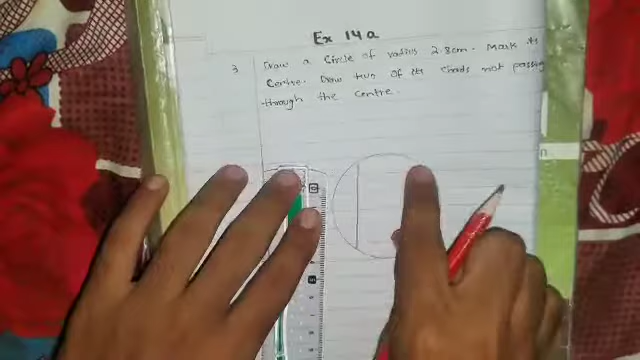 Ex 14a
3 Draw a Circle of radius 2.8cm. Mark its
Centre. Draw two of its chords not passing
through the centre.